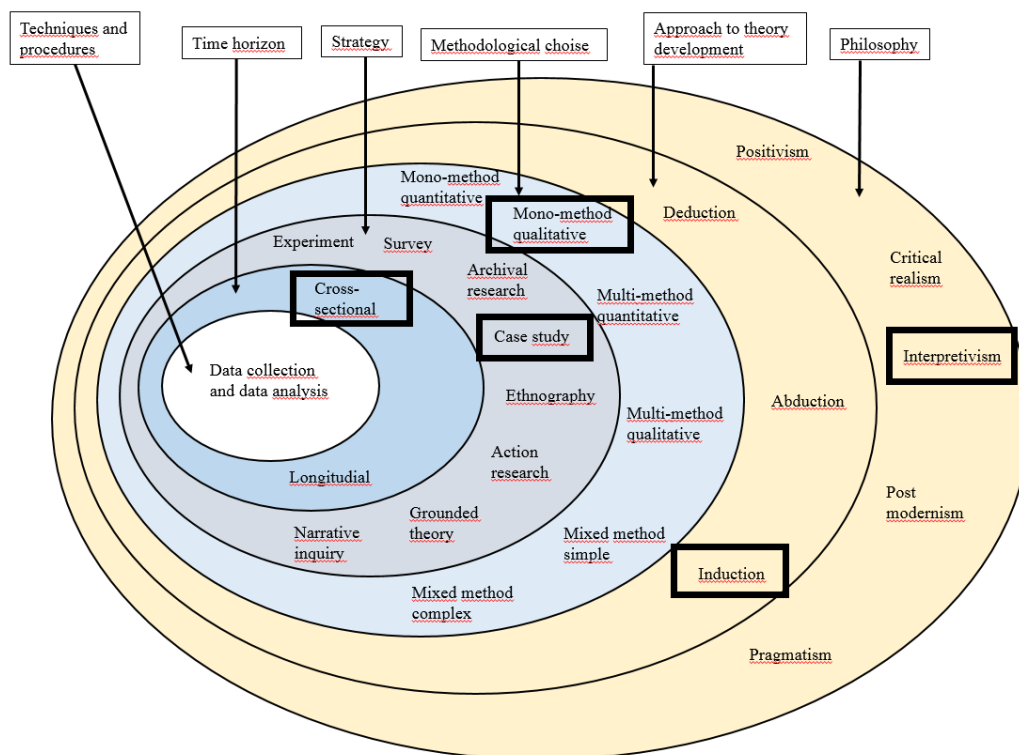 Techniques and
procedures
Time horizon
Strategy
Methodological choise
Approach to theory
development
Philosophy
Positivism
Mono-method
quantitative
Mono-method
qualitative
Deduction
Experiment
Survey
Critical
realism
Archival
research
Cross-
sectional
Multi-method
quantitative
Case study
Interpretivism
Data collection
and data analysis
Ethnography
Abduction
Multi-method
qualitative
Action
research
Longitudial
Post
modernism
Grounded
theory
Narrative
inquiry
Mixed method
simple
Induction
Mixed method
complex
Pragmatism